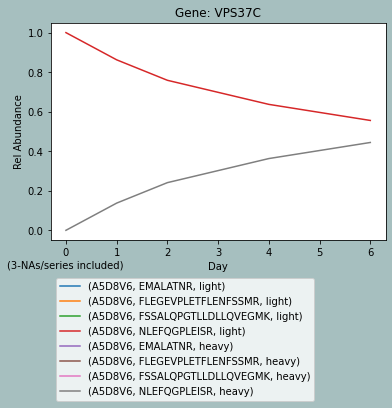 Gene: VPS37C
1.0
0.8
0.6
0.4
0.2
0.0
Rel Abundance
0 1 2 3 4 5 6
(3-NAs/series included)
Day
(A5D8V6, EMALATNR, light)
(A5D8V6, FLEGEVPLETFLENFSSMR, light)
(A5D8V6, FSSALQPGTLLDLLQVEGMK, light)
(A5D8V6, NLEFQGPLEISR, light)
(A5D8V6, EMALATNR, heavy)
(A5D8V6, FLEGEVPLETFLENFSSMR, heavy)
(A5D8V6, FSSALQPGTLLDLLQVEGMK, heavy)
(A5D8V6, NLEFQGPLEISR, heavy)